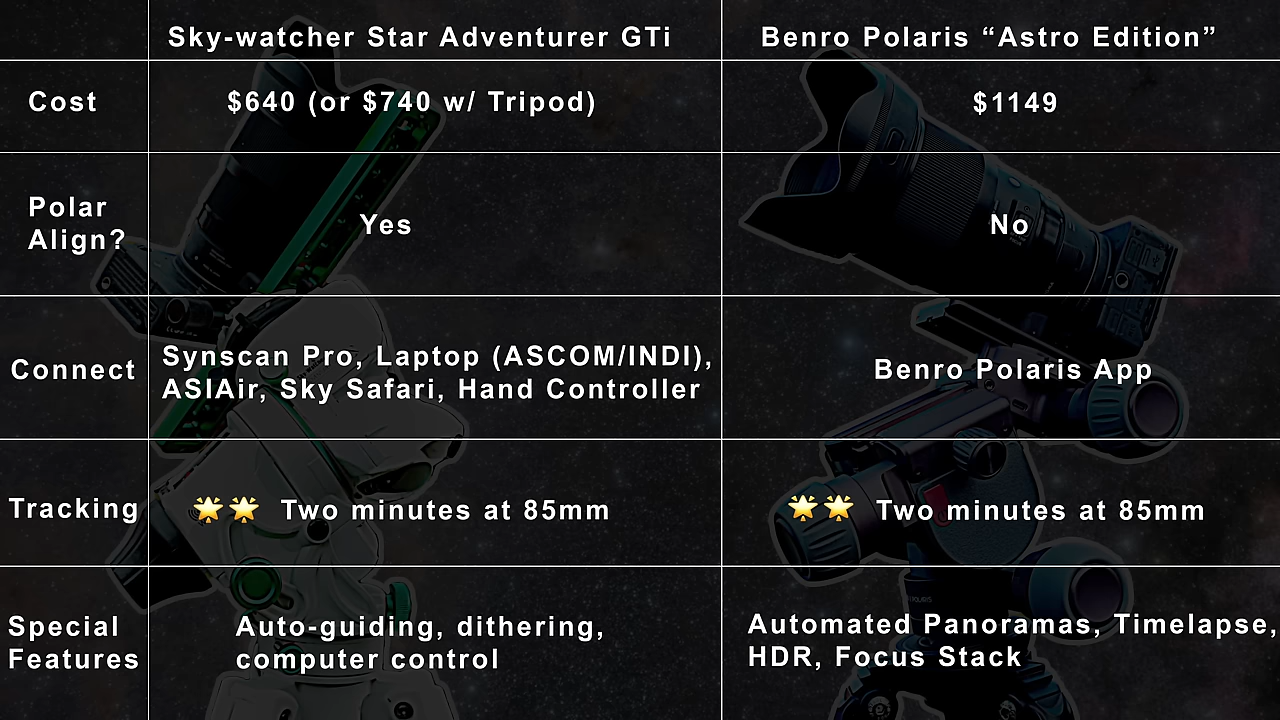 Sky-watcher Star Adventurer GTi
Benro Polaris “Astro Edition”
Cost
$640 (or $740 w/ Tripod)
$1149
Polar
Align?
Yes
No
Connect
Synscan Pro, Laptop (ASCOM/INDI),
ASIAir, Sky Safari, Hand Controller
Benro Polaris App
Tracking
🌟🌟 Two minutes at 85mm
🌟🌟 Two minutes at 85mm
Special
Features
Auto-guiding, dithering,
computer control
Automated Panoramas, Timelapse,
HDR, Focus Stack